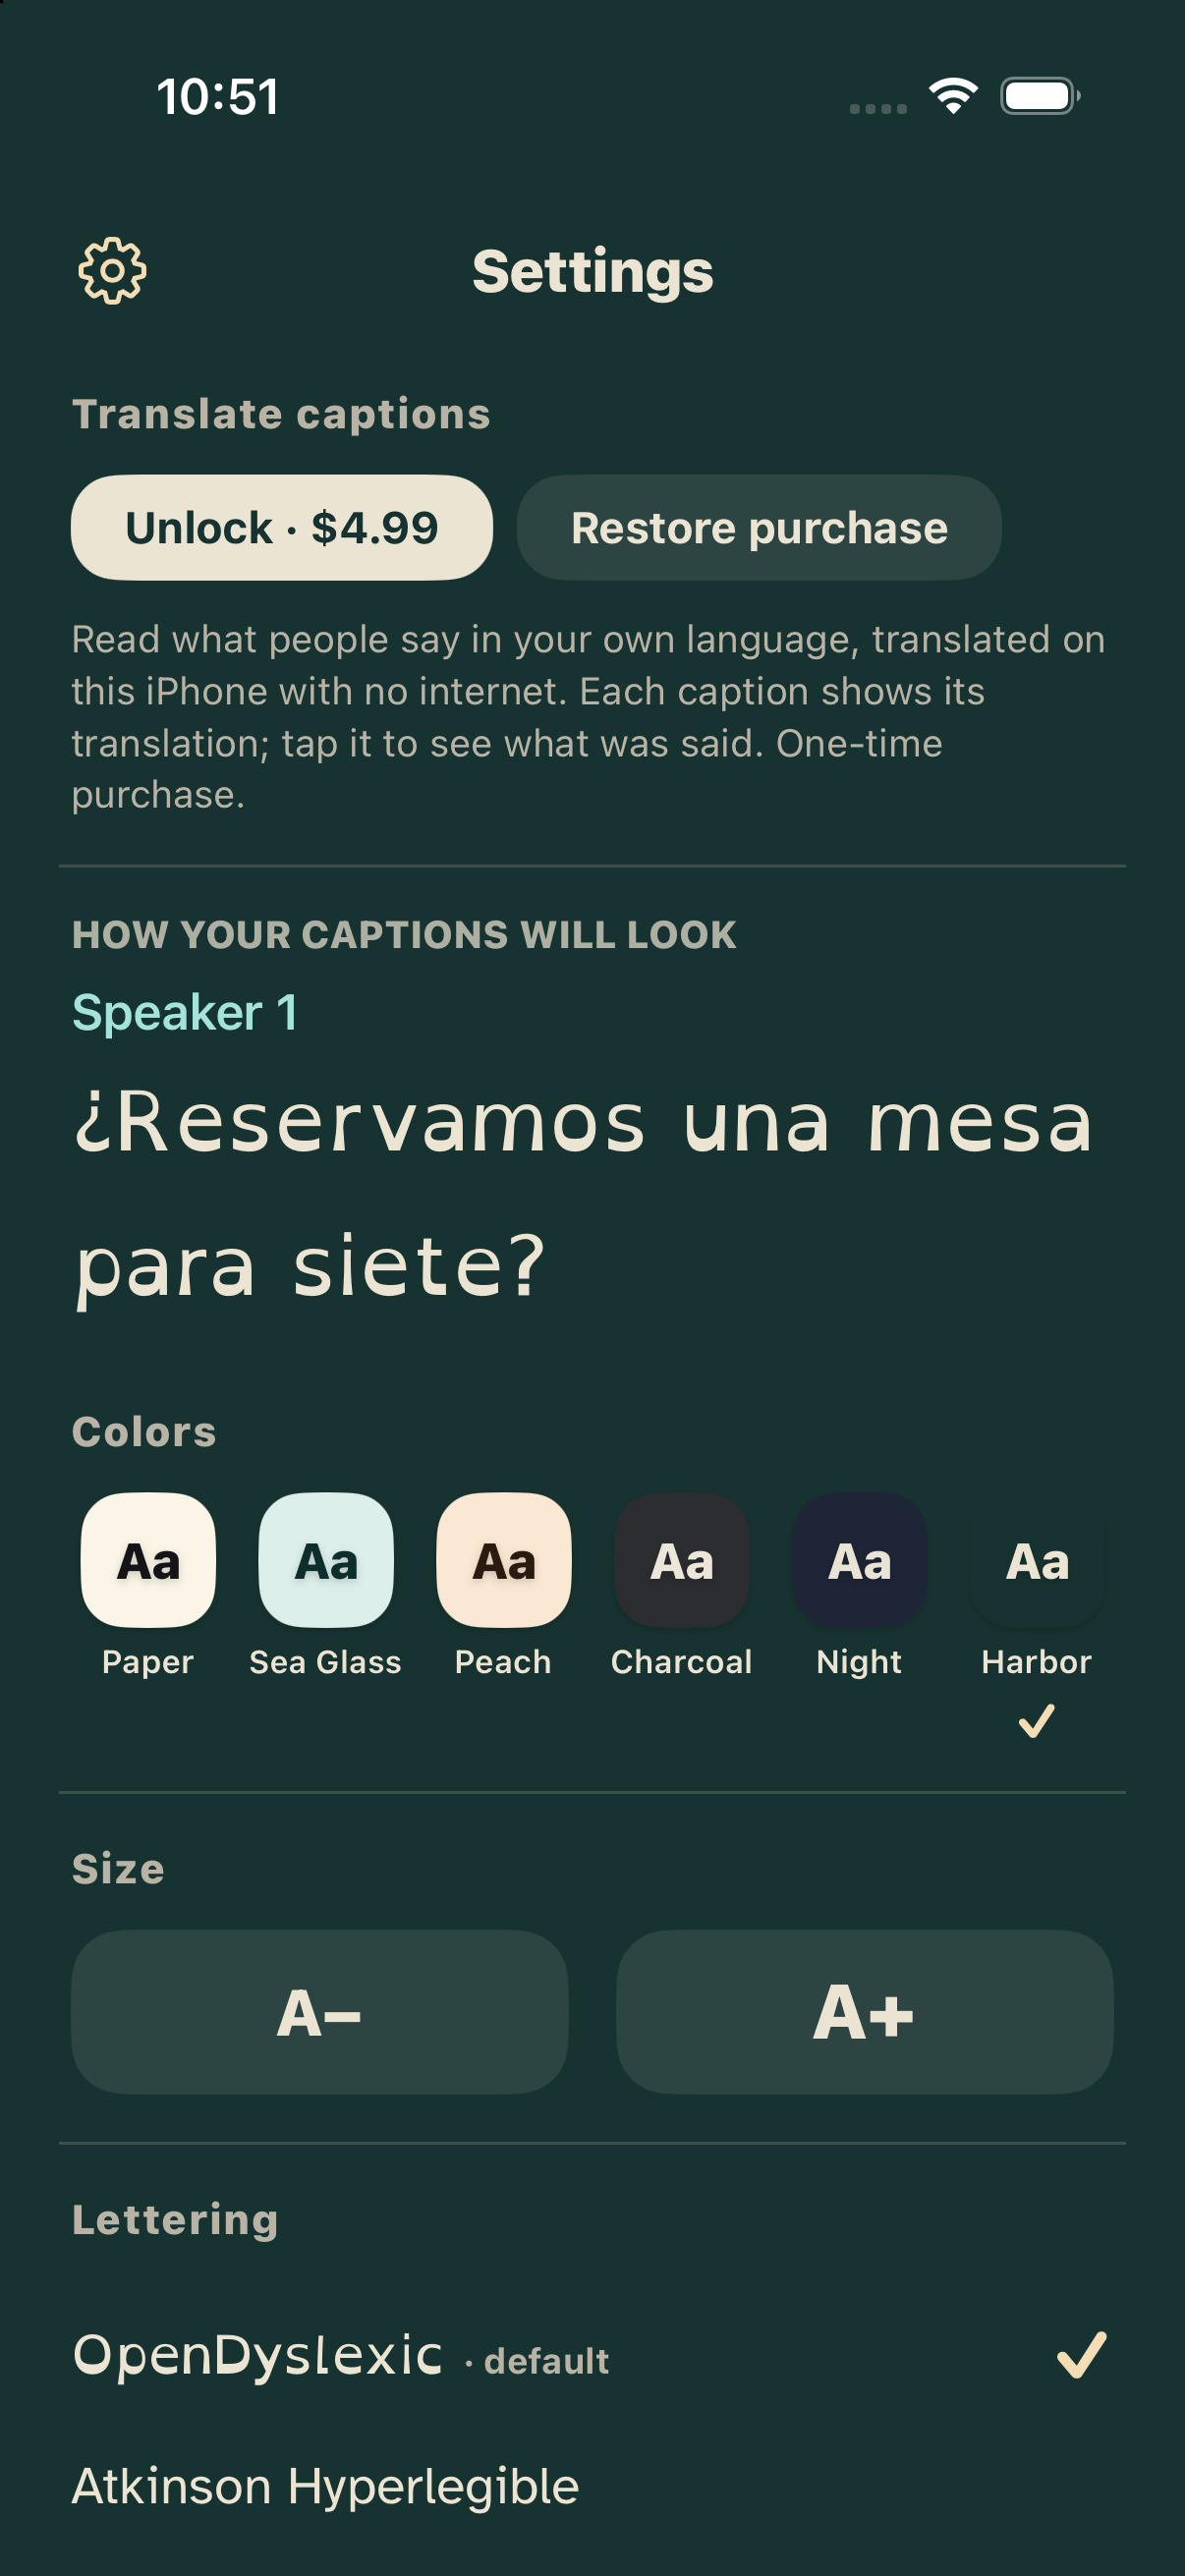 10:51
Settings
Translate captions
Unlock · $4.99
Restore purchase
Read what people say in your own language, translated on
this iPhone with no internet. Each caption shows its
translation; tap it to see what was said. One-time
purchase.
HOW YOUR CAPTIONS WILL LOOK
Speaker 1
¿Reservamos una mesa
para siete?
Colors
Aa Aa Aa Aa Aa Aa
Paper Sea Glass Peach Charcoal Night Harbor
Size
A− A+
Lettering
OpenDyslexic · default
Atkinson Hyperlegible